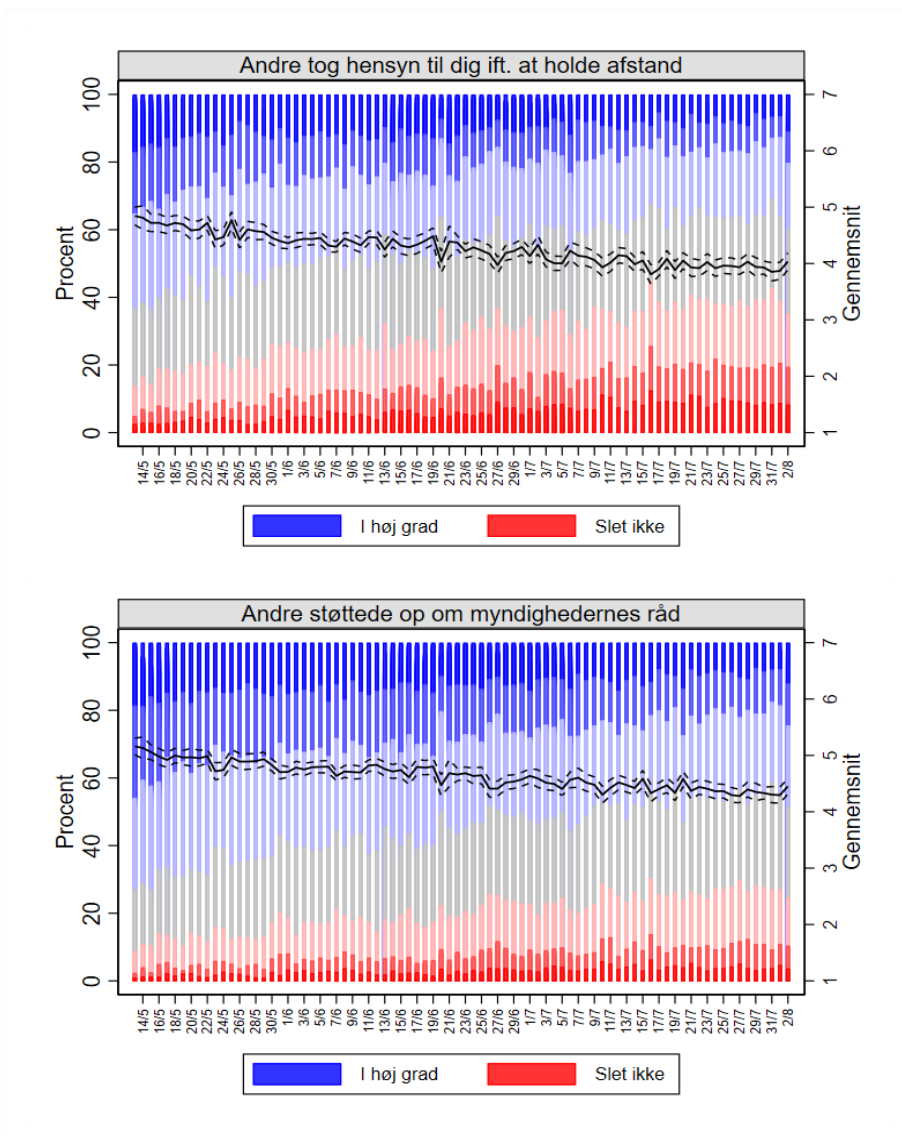 Andre tog hensyn til dig ift. at holde afstand
100
80
60
40
20
0
Procent
7
6
5
4
3
2
1
Gennemsnit
14/5 16/5 18/5 20/5 22/5 24/5 26/5 28/5 30/5 1/6 3/6 5/6 7/6 9/6 11/6 13/6 15/6 17/6 19/6 21/6 23/6 25/6 27/6 29/6 1/7 3/7 5/7 7/7 9/7 11/7 13/7 15/7 17/7 19/7 21/7 23/7 25/7 27/7 29/7 31/7 2/8
I høj grad Slet ikke
Andre støttede op om myndighedernes råd
100
80
60
40
20
0
Procent
7
6
5
4
3
2
1
Gennemsnit
14/5 16/5 18/5 20/5 22/5 24/5 26/5 28/5 30/5 1/6 3/6 5/6 7/6 9/6 11/6 13/6 15/6 17/6 19/6 21/6 23/6 25/6 27/6 29/6 1/7 3/7 5/7 7/7 9/7 11/7 13/7 15/7 17/7 19/7 21/7 23/7 25/7 27/7 29/7 31/7 2/8
I høj grad Slet ikke